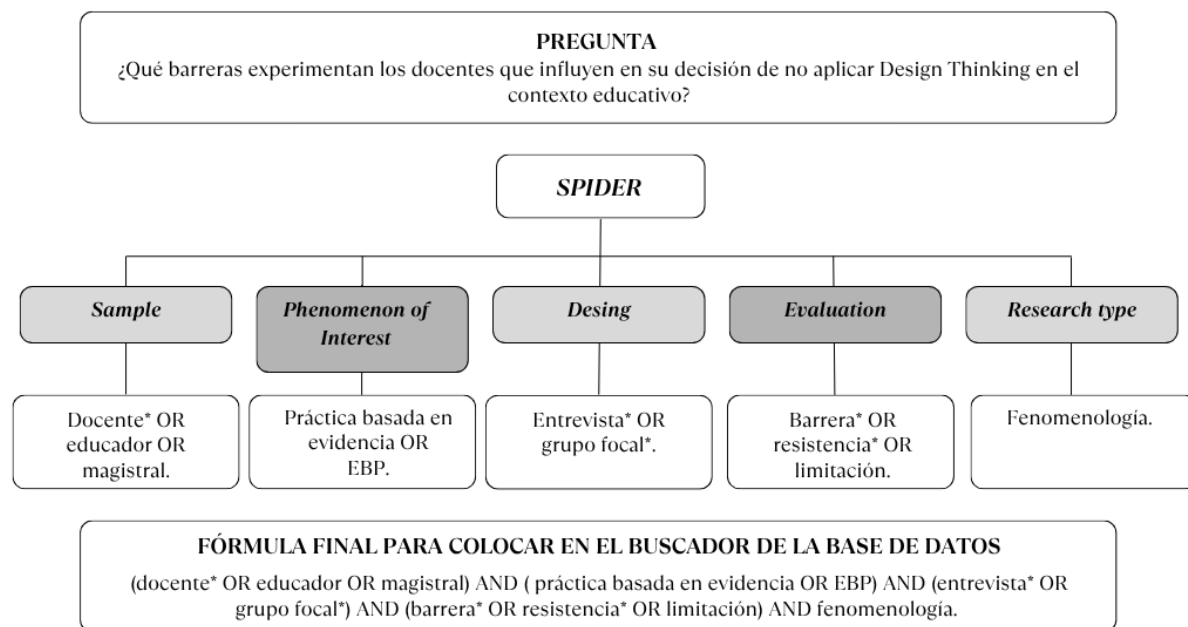 PREGUNTA
¿Qué barreras experimentan los docentes que influyen en su decisión de no aplicar Design Thinking en el
contexto educativo?
SPIDER
Sample
Phenomenon of
Interest
Desing
Evaluation
Research type
Docente* OR
educador OR
magistral.
Práctica basada en
evidencia OR
EBP.
Entrevista* OR
grupo focal*.
Barrera* OR
resistencia* OR
limitación.
Fenomenología.
FÓRMULA FINAL PARA COLOCAR EN EL BUSCADOR DE LA BASE DE DATOS
(docente* OR educador OR magistral) AND ( práctica basada en evidencia OR EBP) AND (entrevista* OR
grupo focal*) AND (barrera* OR resistencia* OR limitación) AND fenomenología.